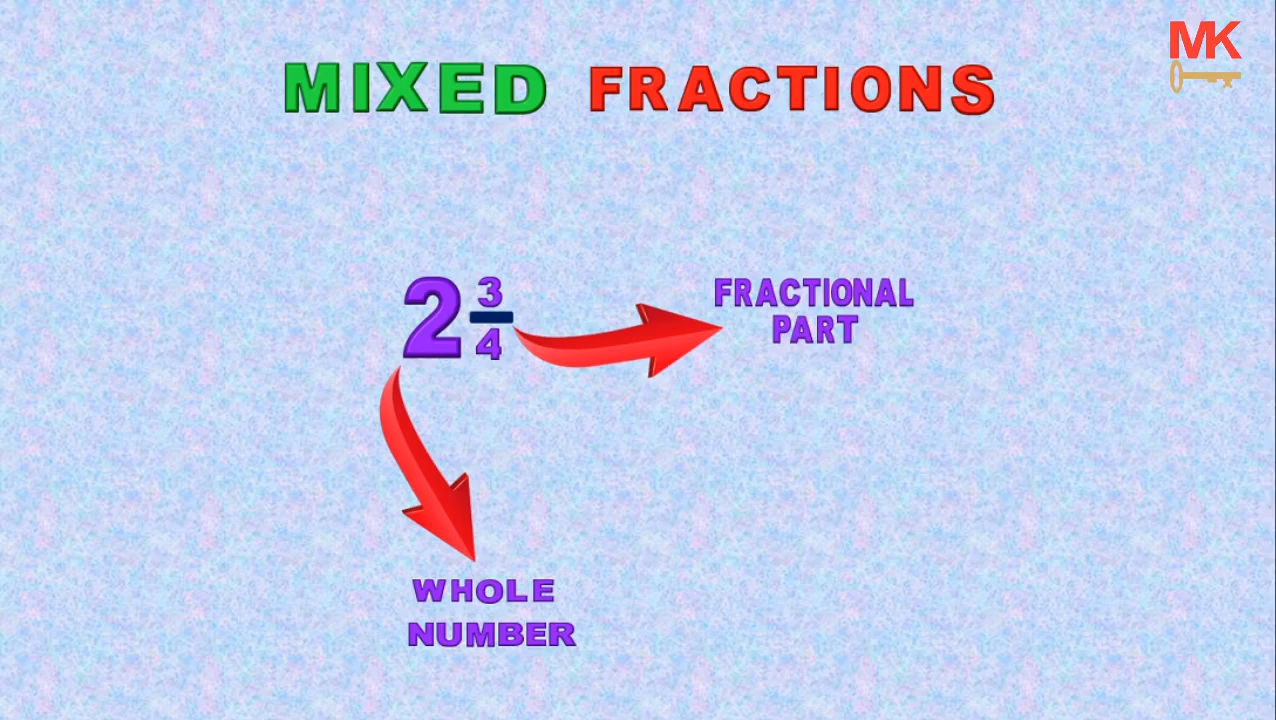 MK
MIXED FRACTIONS
2 3/4
FRACTIONAL
PART
WHOLE
NUMBER